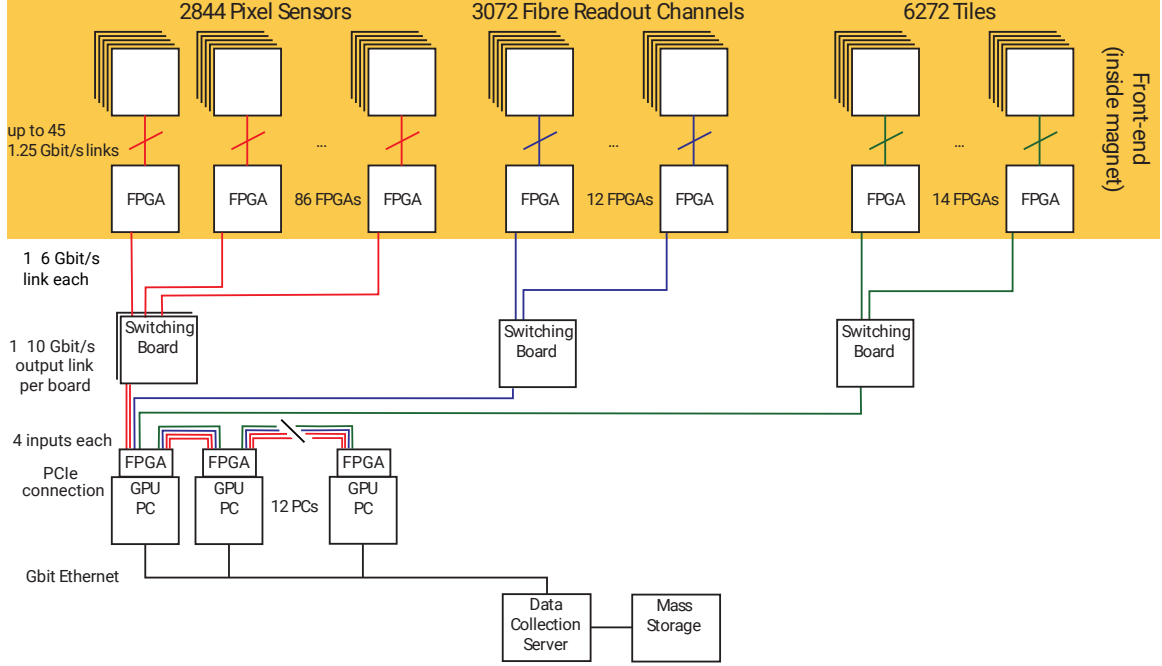 2844 Pixel Sensors
3072 Fibre Readout Channels
6272 Tiles
Front-end
(inside magnet)
up to 45
1.25 Gbit/s links
...
...
...
FPGA
FPGA
86 FPGAs
FPGA
FPGA
12 FPGAs
FPGA
FPGA
14 FPGAs
FPGA
1 6 Gbit/s
link each
Switching
Board
Switching
Board
Switching
Board
1 10 Gbit/s
output link
per board
4 inputs each
FPGA
FPGA
FPGA
PCIe
connection
GPU
PC
GPU
PC
12 PCs
GPU
PC
Gbit Ethernet
Data
Collection
Server
Mass
Storage